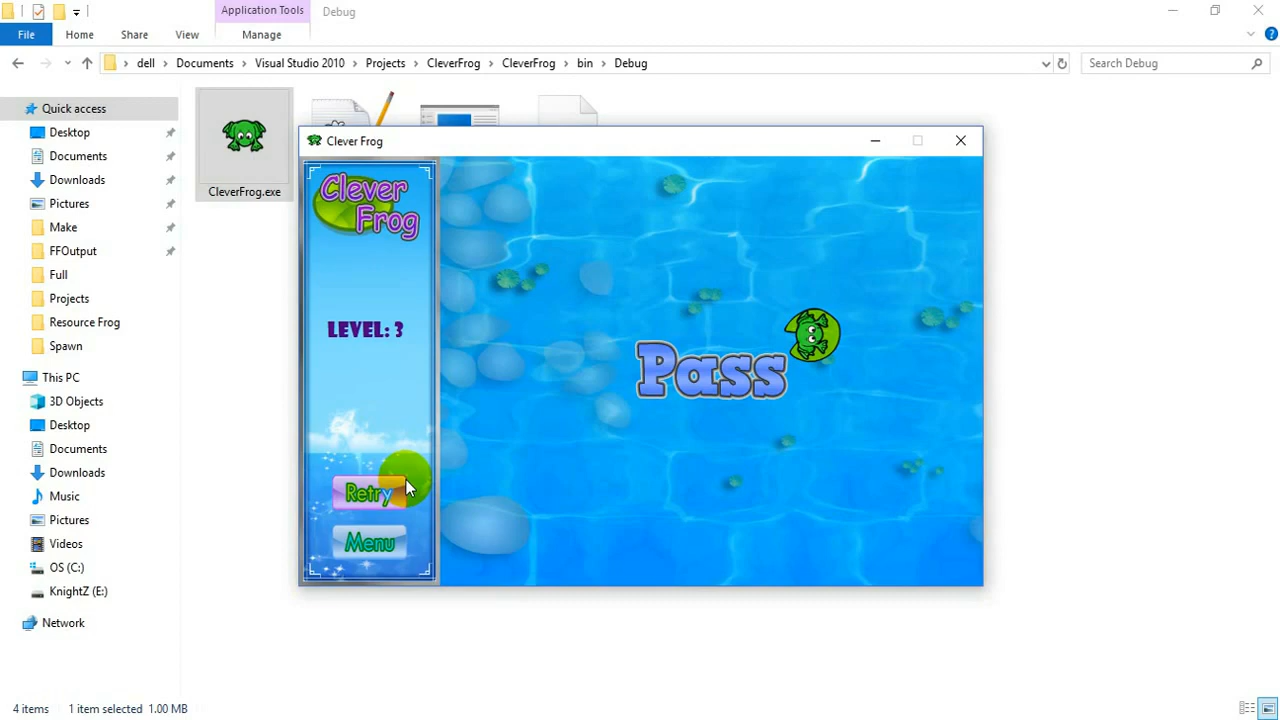 Application Tools
Debug
File
Home
Share
View
Manage
dell
Documents
Visual Studio 2010
Projects
CleverFrog
CleverFrog
bin
Debug
Search Debug
Quick access
Desktop
Documents
Downloads
Pictures
Make
FFOutput
Full
Projects
Resource Frog
Spawn
This PC
3D Objects
Desktop
Documents
Downloads
Music
Pictures
Videos
OS (C:)
KnightZ (E:)
Network
CleverFrog.exe
Clever Frog
Clever
Frog
LEVEL: 3
Retry
Menu
Pass
4 items
1 item selected 1.00 MB